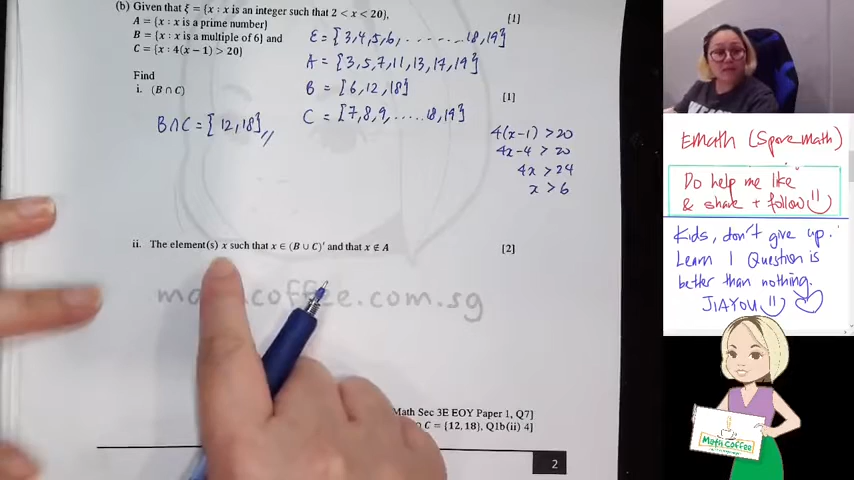 (b) Given that ξ = {x : x is an integer such that 2 < x < 20},
[1]
A = {x : x is a prime number}
B = {x : x is a multiple of 6} and
C = {x : 4(x − 1) > 20}
ε = {3,4,5,6, ........18,19}
A = {3,5,7,11,13,17,19}
B = {6,12,18}
C = {7,8,9,.....18,19}
Find
i. (B ∩ C)
[1]
B∩C = {12,18}
4(x-1) > 20
4x-4 > 20
4x > 24
x > 6
ii. The element(s) x such that x ∈ (B ∪ C)′ and that x ∉ A
[2]
coffee.com.sg
Math Sec 3E EOY Paper 1, Q7]
C = {12,18}, Q1b(ii) 4]
2
EMath (Spore Math)
Do help me like
& share + follow
Kids, don't give up.
Learn 1 Question is
better than nothing.
JIAYOU
Math Coffee